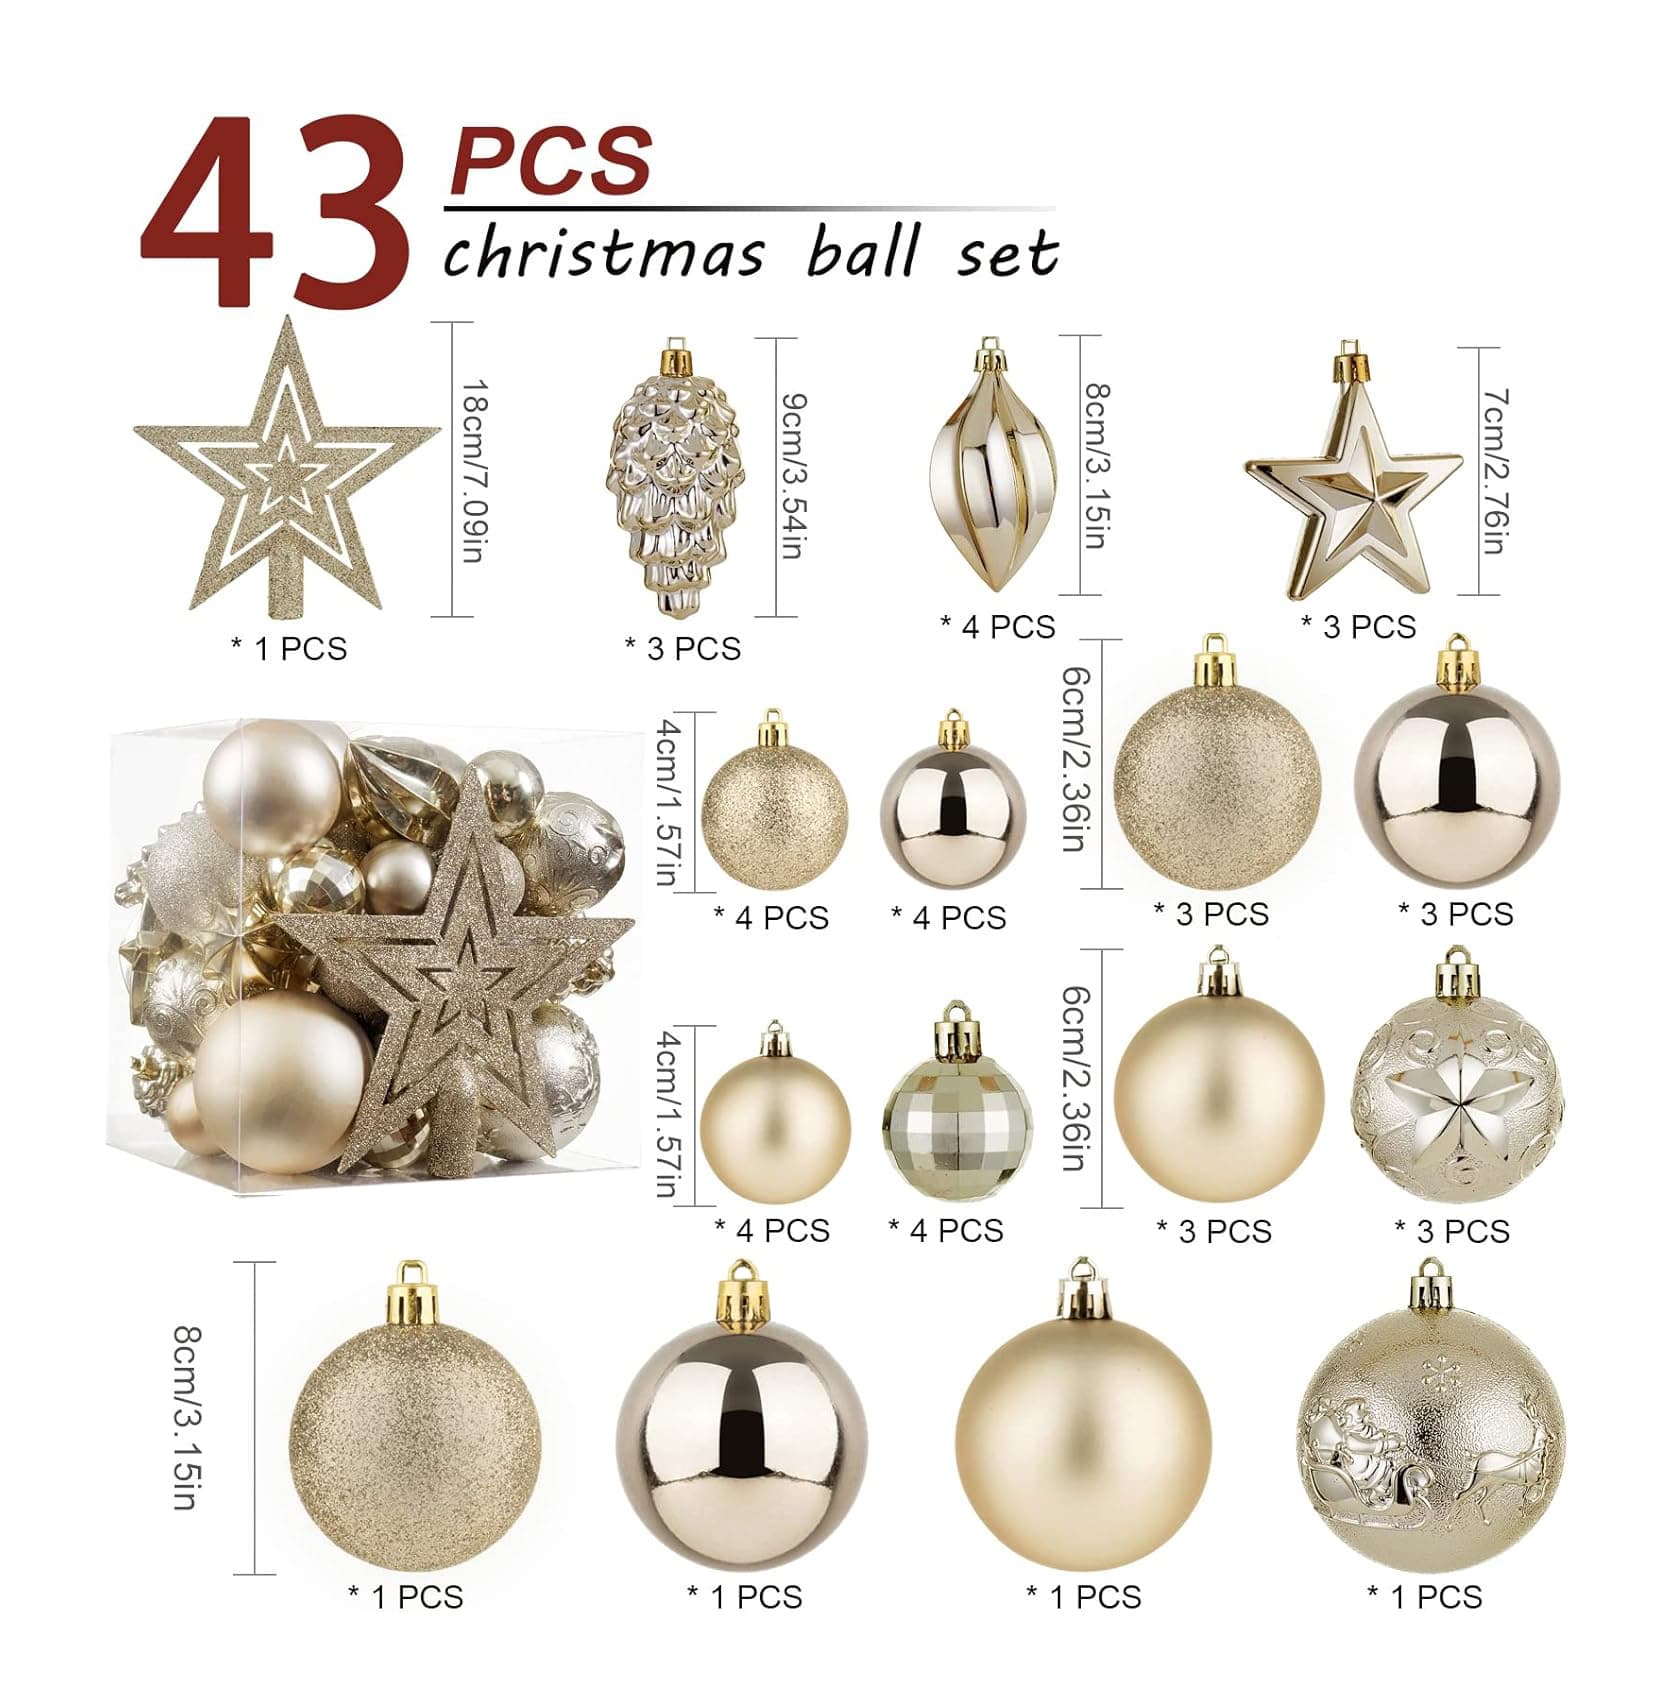 43 PCS
christmas ball set
18cm/7.09in
9cm/3.54in
8cm/3.15in
7cm/2.76in
* 1 PCS
* 3 PCS
* 4 PCS
* 3 PCS
4cm/1.57in
6cm/2.36in
* 4 PCS
* 4 PCS
* 3 PCS
* 3 PCS
4cm/1.57in
6cm/2.36in
* 4 PCS
* 4 PCS
* 3 PCS
* 3 PCS
8cm/3.15in
* 1 PCS
* 1 PCS
* 1 PCS
* 1 PCS